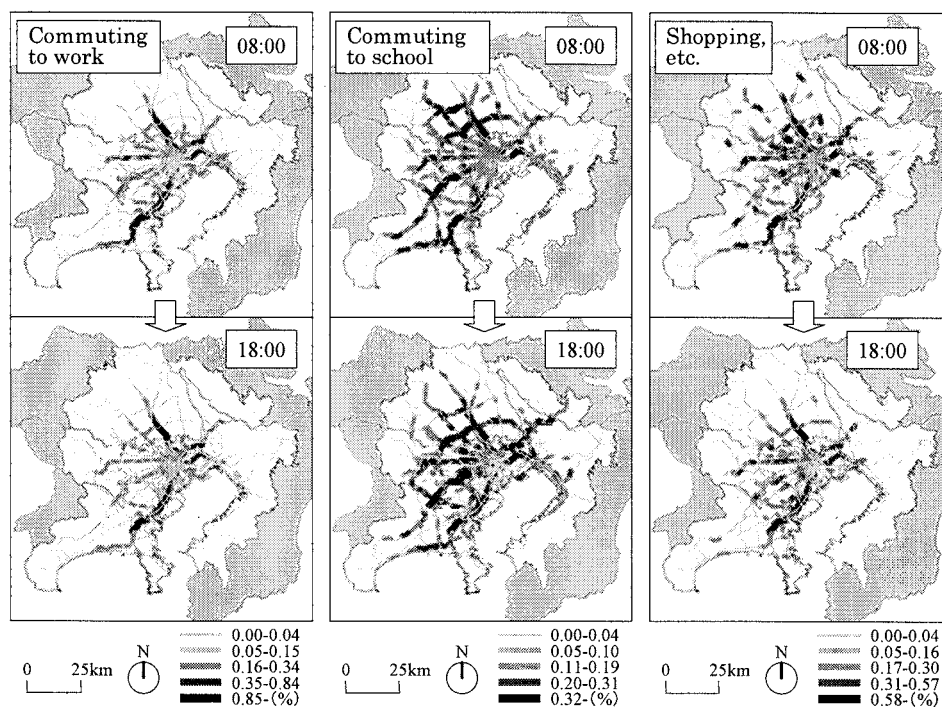 Commuting
to work
08:00
Commuting
to school
08:00
Shopping,
etc.
08:00
18:00
18:00
18:00
0 25km
N
0.00-0.04
0.05-0.15
0.16-0.34
0.35-0.84
0.85-(%)
0 25km
N
0.00-0.04
0.05-0.10
0.11-0.19
0.20-0.31
0.32-(%)
0 25km
N
0.00-0.04
0.05-0.16
0.17-0.30
0.31-0.57
0.58-(%)